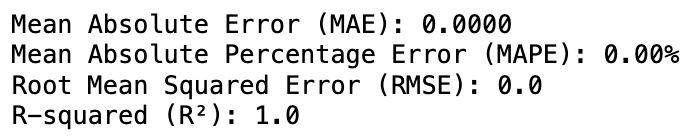 Mean Absolute Error (MAE): 0.0000
Mean Absolute Percentage Error (MAPE): 0.00%
Root Mean Squared Error (RMSE): 0.0
R-squared (R²): 1.0